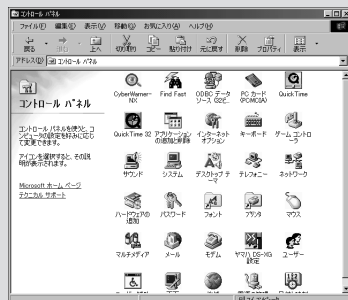 コントロール パネル
ファイル(F) 編集(E) 表示(V) 移動(G) お気に入り(A) ヘルプ(H)
戻る 進む 上へ 切り取り コピー 貼り付け 元に戻す 削除 プロパティ 表示
アドレス(D) コントロール パネル
コントロール パネル
コントロール パネルを使うと、コ
ンピュータの設定を好みに応じ
て変更できます。
アイコンを選択すると、その説
明が表示されます。
Microsoft ホーム ページ
テクニカル サポート
CyberWarner-
NX
Find Fast
ODBC データ
ソース (32ビ...
PC カード
(PCMCIA)
QuickTime
QuickTime 32
アプリケーション
の追加と削除
インターネット
オプション
キーボード
ゲーム コントロ
ーラ
サウンド
システム
デスクトップ テ
ーマ
テレフォニー
ネットワーク
ハードウェアの
追加
パスワード
フォント
プリンタ
マウス
マルチメディア
メール
モデム
ヤマハ DS-XG
設定
ユーザー